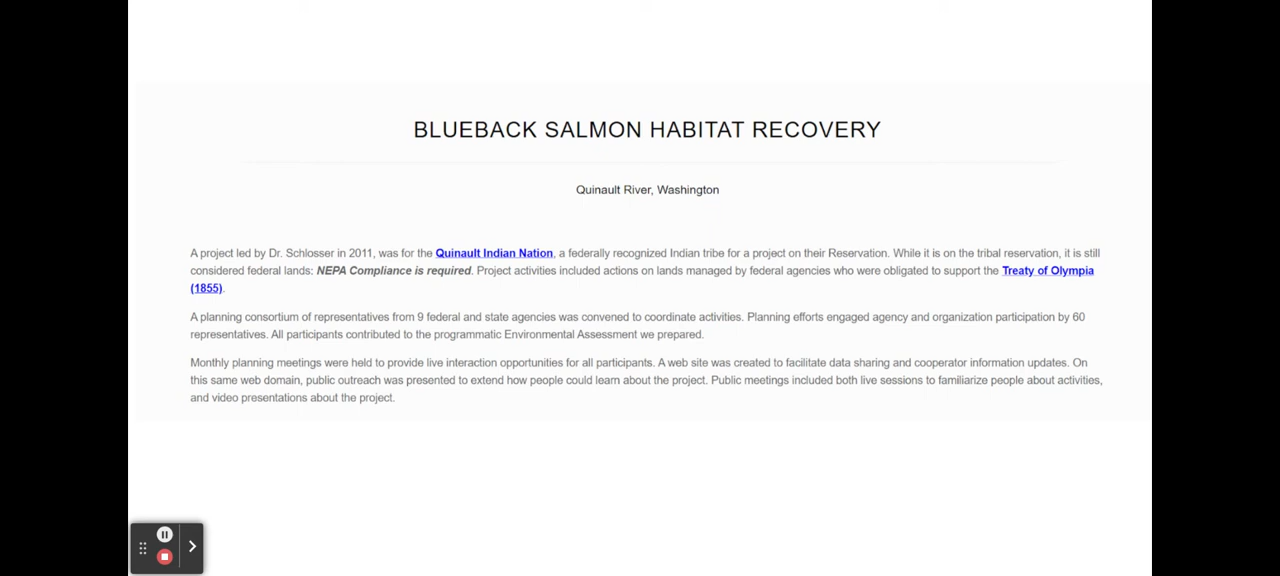 BLUEBACK SALMON HABITAT RECOVERY
Quinault River, Washington
A project led by Dr. Schlosser in 2011, was for the Quinault Indian Nation, a federally recognized Indian tribe for a project on their Reservation. While it is on the tribal reservation, it is still
considered federal lands: NEPA Compliance is required. Project activities included actions on lands managed by federal agencies who were obligated to support the Treaty of Olympia
(1855).
A planning consortium of representatives from 9 federal and state agencies was convened to coordinate activities. Planning efforts engaged agency and organization participation by 60
representatives. All participants contributed to the programmatic Environmental Assessment we prepared.
Monthly planning meetings were held to provide live interaction opportunities for all participants. A web site was created to facilitate data sharing and cooperator information updates. On
this same web domain, public outreach was presented to extend how people could learn about the project. Public meetings included both live sessions to familiarize people about activities,
and video presentations about the project.